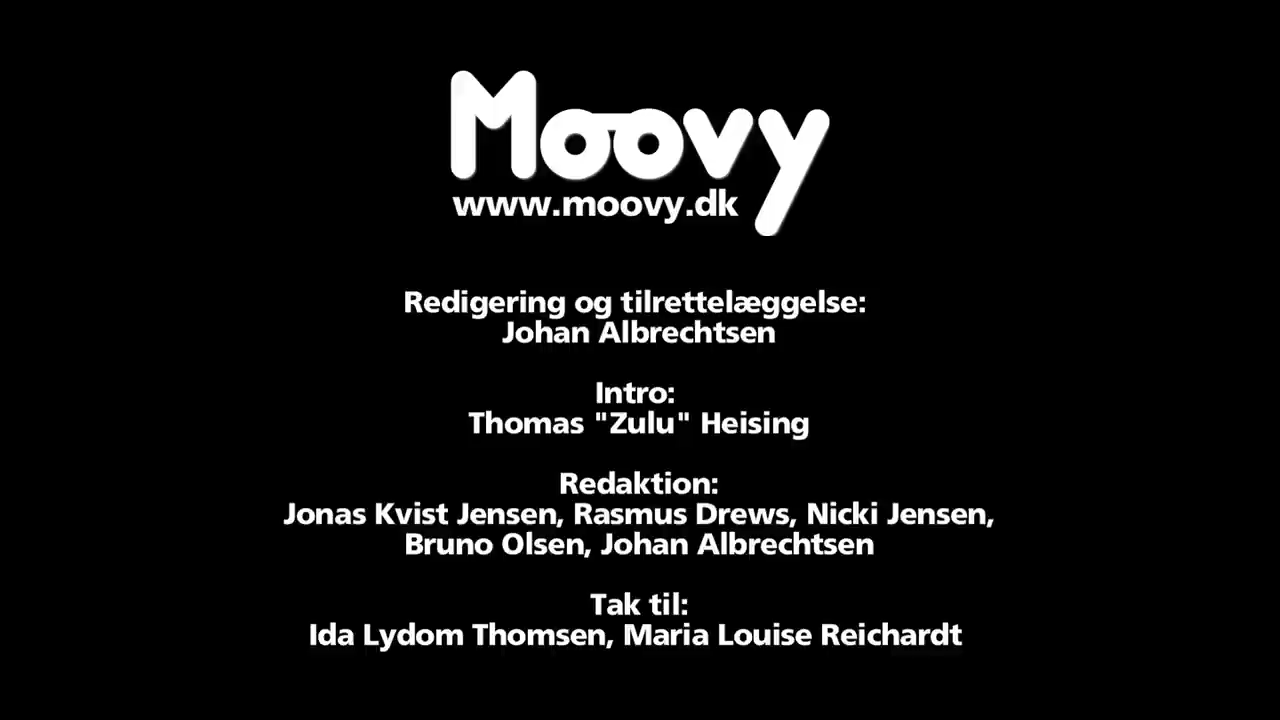 Moovy
www.moovy.dk
Redigering og tilrettelæggelse:
Johan Albrechtsen
Intro:
Thomas "Zulu" Heising
Redaktion:
Jonas Kvist Jensen, Rasmus Drews, Nicki Jensen,
Bruno Olsen, Johan Albrechtsen
Tak til:
Ida Lydom Thomsen, Maria Louise Reichardt